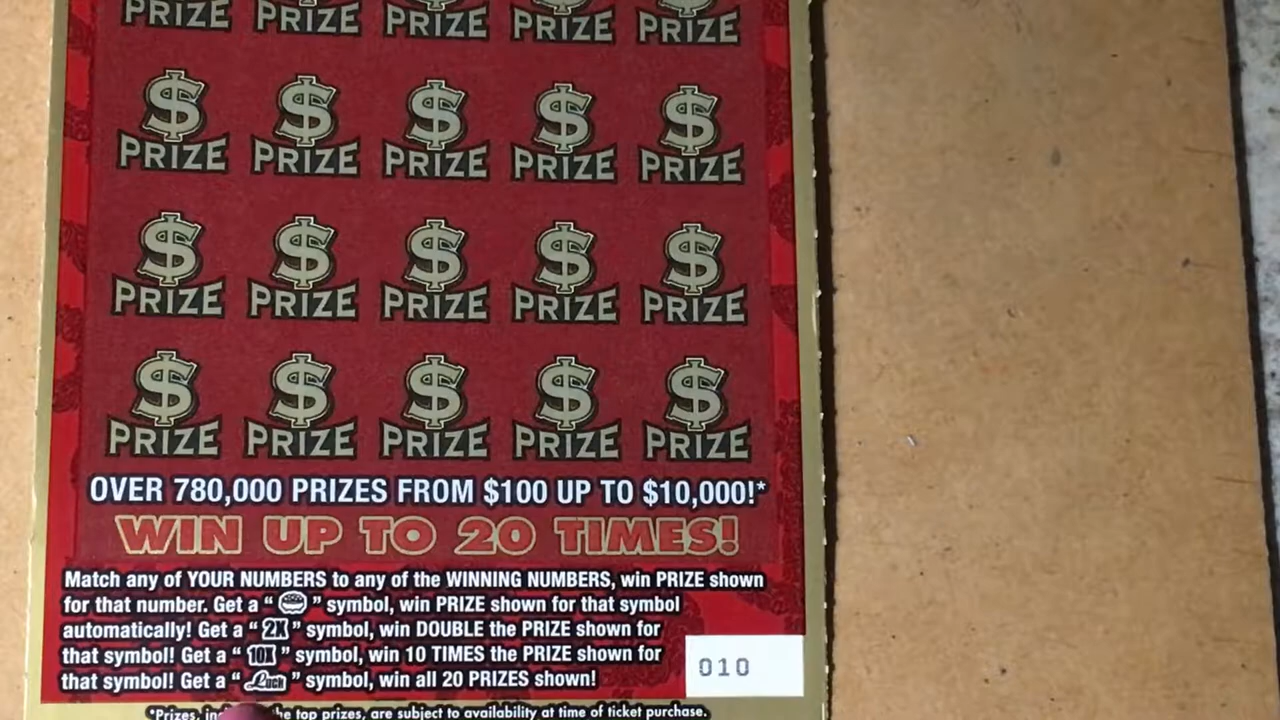 PRIZE PRIZE PRIZE PRIZE PRIZE
$ $ $ $ $
PRIZE PRIZE PRIZE PRIZE PRIZE
$ $ $ $ $
PRIZE PRIZE PRIZE PRIZE PRIZE
$ $ $ $ $
PRIZE PRIZE PRIZE PRIZE PRIZE
OVER 780,000 PRIZES FROM $100 UP TO $10,000!*
WIN UP TO 20 TIMES!
Match any of YOUR NUMBERS to any of the WINNING NUMBERS, win PRIZE shown
for that number. Get a " " symbol, win PRIZE shown for that symbol
automatically! Get a "2X" symbol, win DOUBLE the PRIZE shown for
that symbol! Get a "10X" symbol, win 10 TIMES the PRIZE shown for
that symbol! Get a " " symbol, win all 20 PRIZES shown!
010
*Prizes, the top prizes, are subject to availability at time of ticket purchase.